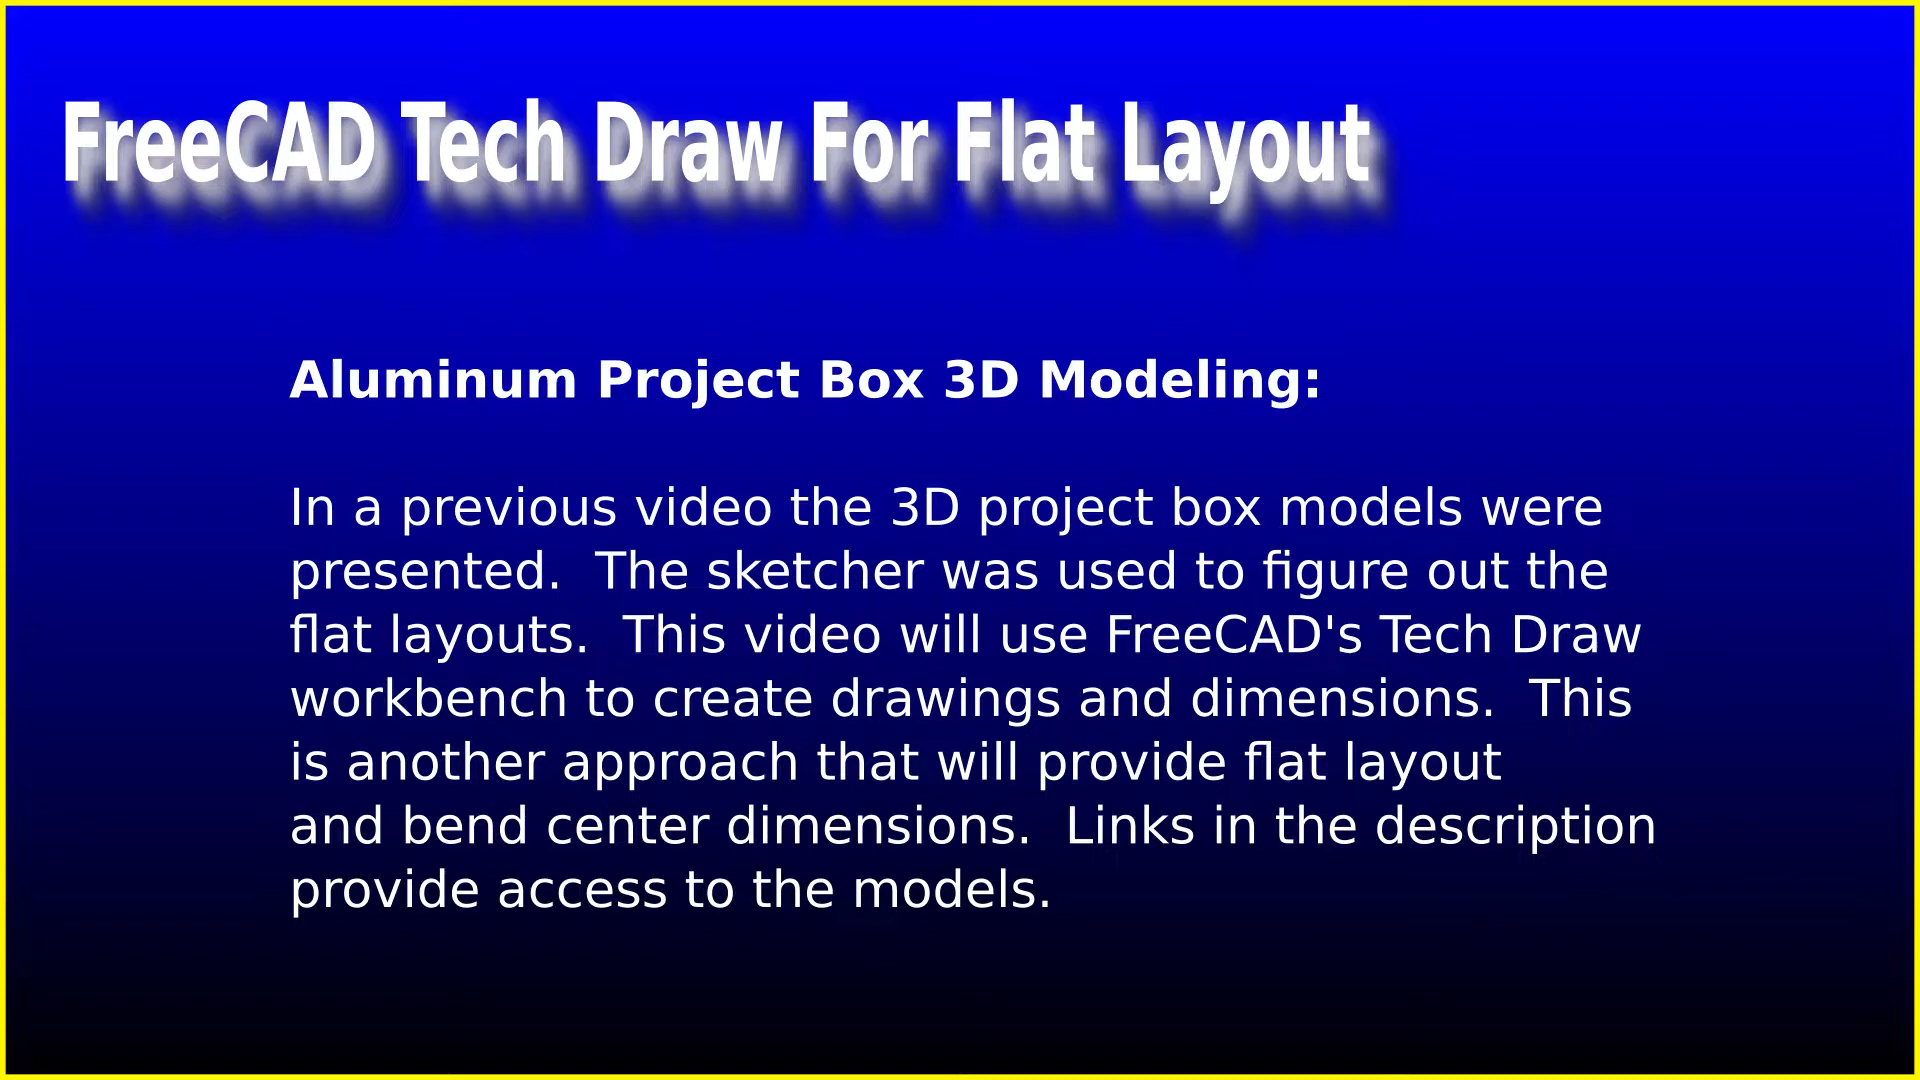 FreeCAD Tech Draw For Flat Layout
Aluminum Project Box 3D Modeling:
In a previous video the 3D project box models were
presented.  The sketcher was used to figure out the
flat layouts.  This video will use FreeCAD's Tech Draw
workbench to create drawings and dimensions.  This
is another approach that will provide flat layout
and bend center dimensions.  Links in the description
provide access to the models.